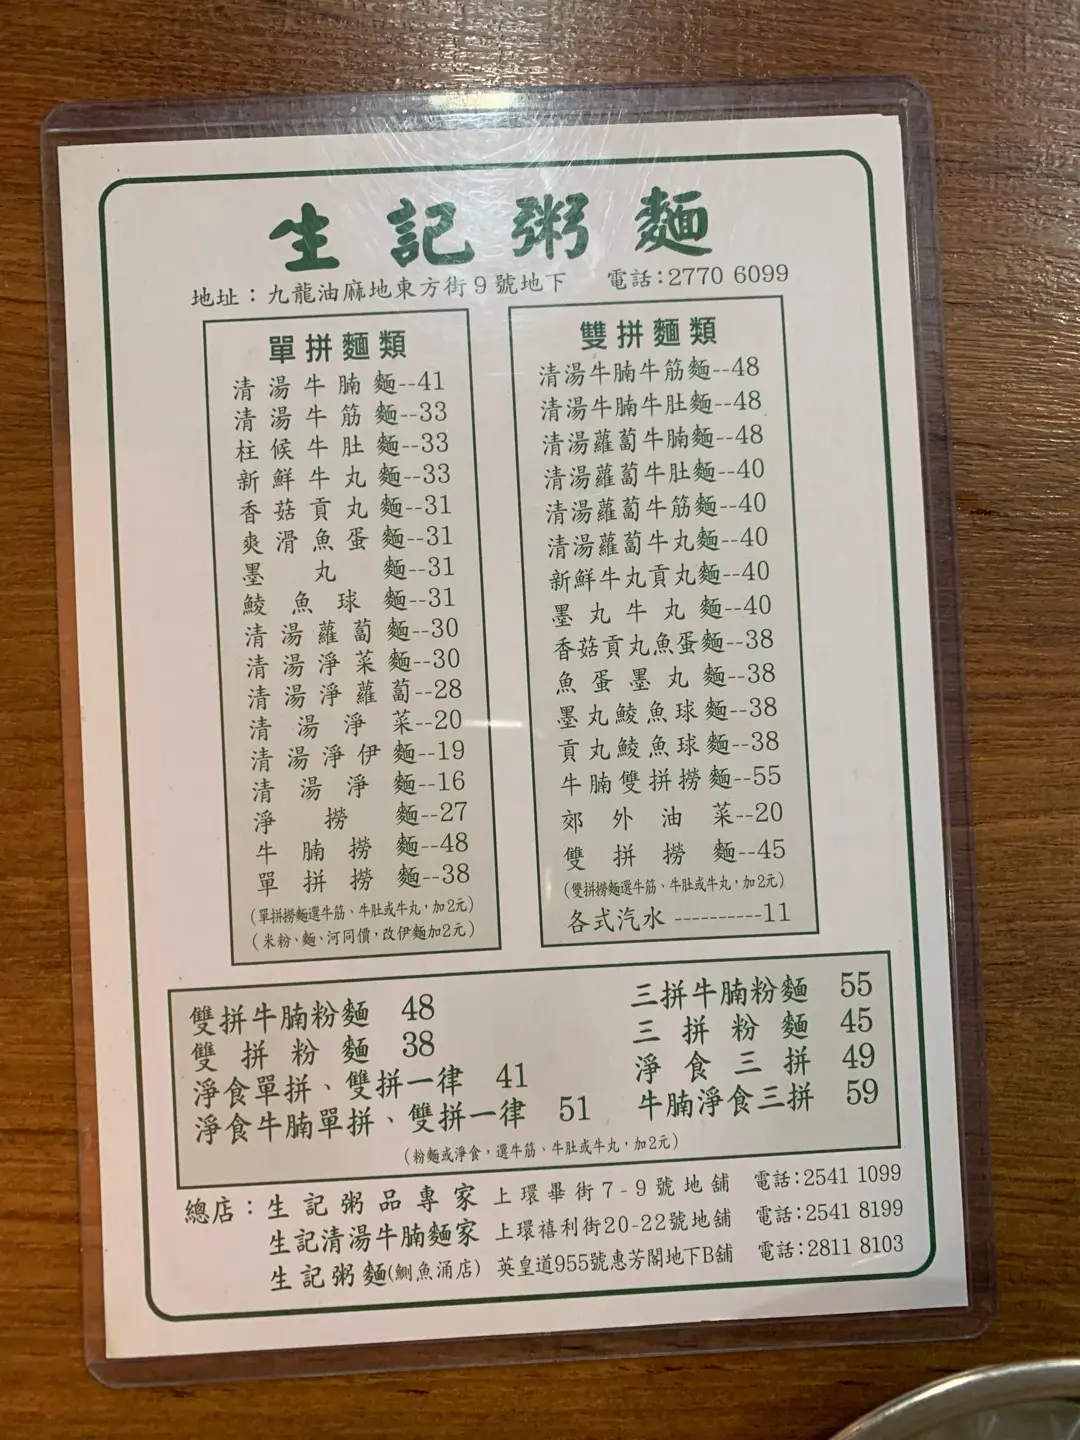 生記粥麵
地址：九龍油麻地東方街9號地下 電話：2770 6099
單拼麵類
清湯牛腩麵--41
清湯牛筋麵--33
柱候牛肚麵--33
新鮮牛丸麵--33
香菇貢丸麵--31
爽滑魚蛋麵--31
墨丸麵--31
鯪魚球麵--31
清湯蘿蔔麵--30
清湯淨菜麵--30
清湯淨蘿蔔--28
清湯淨菜--20
清湯淨伊麵--19
清湯淨麵--16
淨撈麵--27
牛腩撈麵--48
單拼撈麵--38
(單拼撈麵選牛筋、牛肚或牛丸，加2元)
(米粉、麵、河同價，改伊麵加2元)
雙拼麵類
清湯牛腩牛筋麵--48
清湯牛腩牛肚麵--48
清湯蘿蔔牛腩麵--48
清湯蘿蔔牛肚麵--40
清湯蘿蔔牛筋麵--40
清湯蘿蔔牛丸麵--40
新鮮牛丸貢丸麵--40
墨丸牛丸麵--40
香菇貢丸魚蛋麵--38
魚蛋墨丸麵--38
墨丸鯪魚球麵--38
貢丸鯪魚球麵--38
牛腩雙拼撈麵--55
郊外油菜--20
雙拼撈麵--45
(雙拼撈麵選牛筋、牛肚或牛丸，加2元)
各式汽水 ----------11
雙拼牛腩粉麵 48
雙拼粉麵 38
淨食單拼、雙拼一律 41
淨食牛腩單拼、雙拼一律 51
三拼牛腩粉麵 55
三拼粉麵 45
淨食三拼 49
牛腩淨食三拼 59
(粉麵或淨食，選牛筋、牛肚或牛丸，加2元)
總店：生記粥品專家 上環畢街7-9號地舖 電話：2541 1099
生記清湯牛腩麵家 上環禧利街20-22號地舖 電話：2541 8199
生記粥麵(鰂魚涌店) 英皇道955號惠芳閣地下B舖 電話：2811 8103